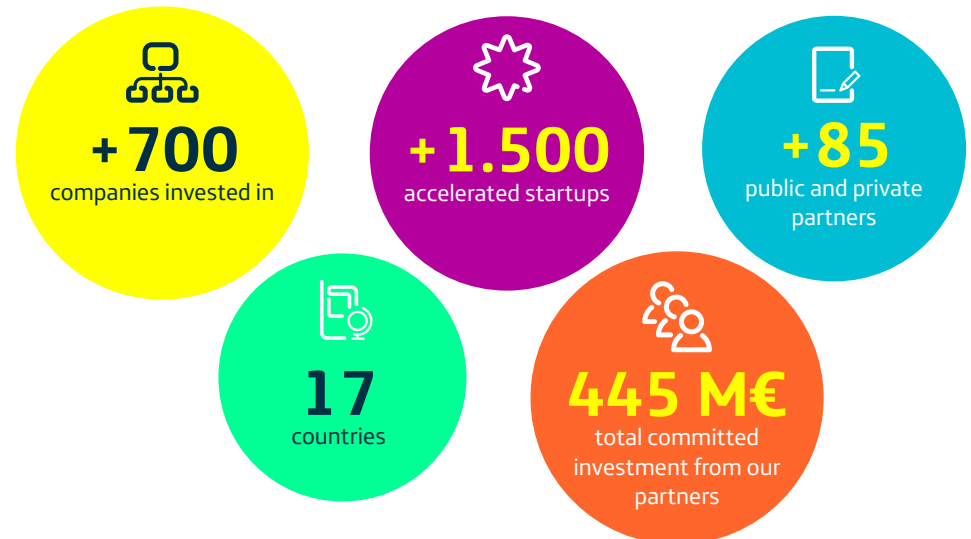 +700
companies invested in
+1.500
accelerated startups
+85
public and private
partners
17
countries
445 M€
total committed
investment from our
partners